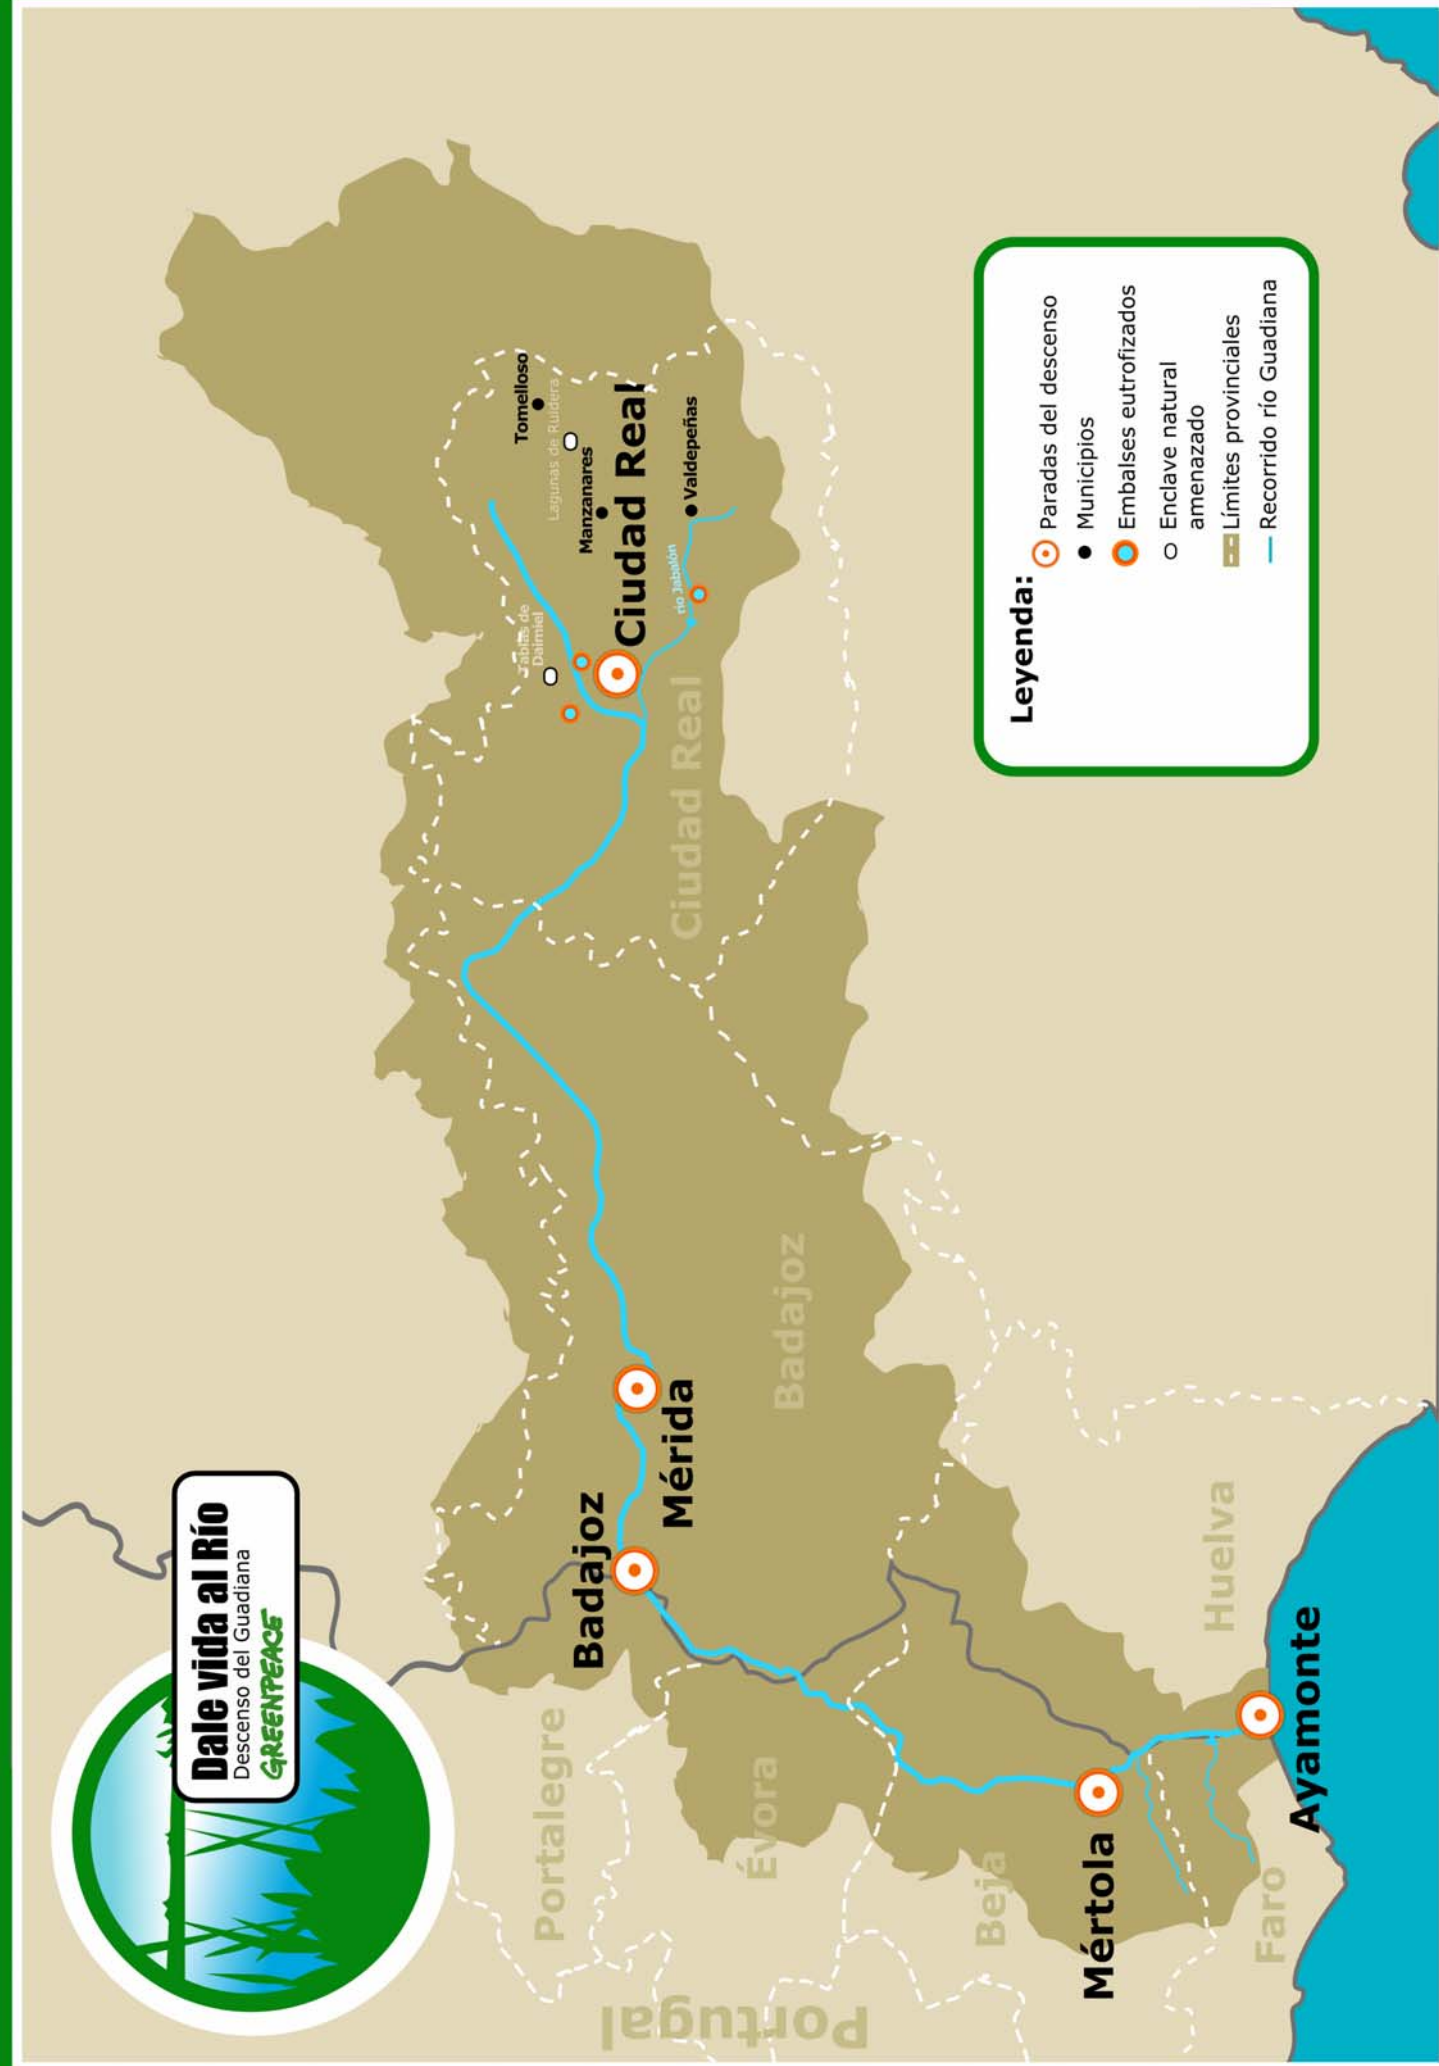 Dale vida al Río
Descenso del Guadiana
GREENPEACE
Tomelloso
Lagunas de Ruidera
Manzanares
Ciudad Real
Valdepeñas
río Jabalón
Tablas de
Daimiel
Ciudad Real
Badajoz
Mérida
Badajoz
Portalegre
Évora
Beja
Mértola
Faro
Huelva
Ayamonte
Portugal
Leyenda:
Paradas del descenso
Municipios
Embalses eutrofizados
Enclave natural
amenazado
Límites provinciales
Recorrido río Guadiana